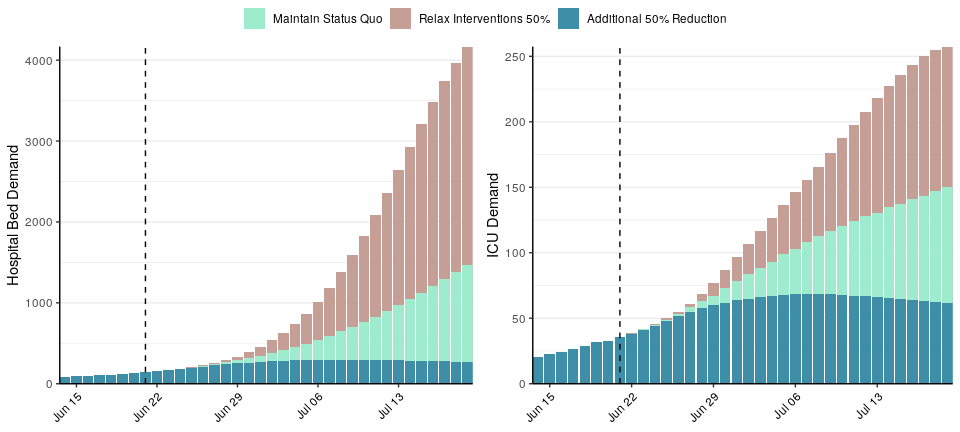 Maintain Status Quo Relax Interventions 50% Additional 50% Reduction
Hospital Bed Demand
4000
3000
2000
1000
0
Jun 15 Jun 22 Jun 29 Jul 06 Jul 13
ICU Demand
250
200
150
100
50
0
Jun 15 Jun 22 Jun 29 Jul 06 Jul 13